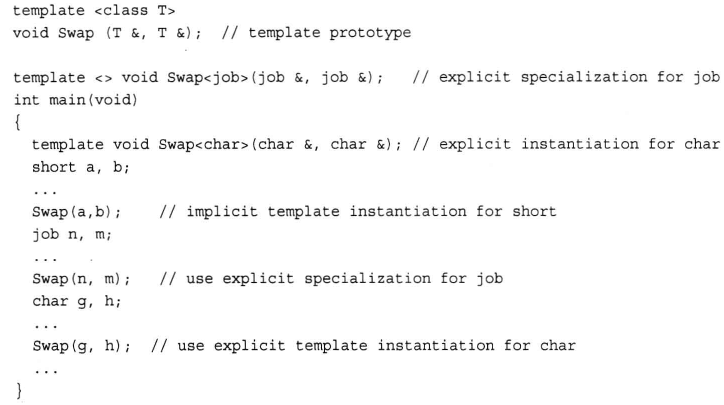 template <class T>
void Swap (T &, T &);  // template prototype
template <> void Swap<job>(job &, job &);   // explicit specialization for job
int main(void)
{
  template void Swap<char>(char &, char &); // explicit instantiation for char
  short a, b;
  ...
  Swap(a,b);    // implicit template instantiation for short
  job n, m;
  ...
  Swap(n, m);   // use explicit specialization for job
  char g, h;
  ...
  Swap(g, h);  // use explicit template instantiation for char
  ...
}